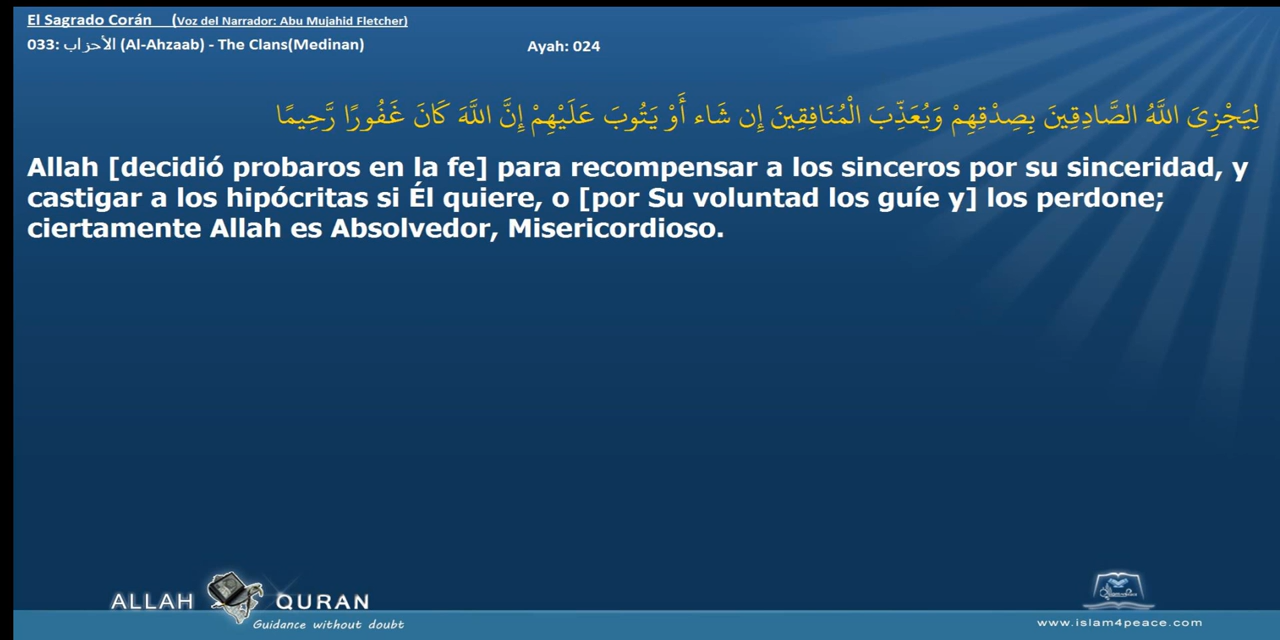 El Sagrado Corán (Voz del Narrador: Abu Mujahid Fletcher)
033: الأحزاب (Al-Ahzaab) - The Clans(Medinan) Ayah: 024
لِيَجْزِىَ اللَّهُ الصَّادِقِينَ بِصِدْقِهِمْ وَيُعَذِّبَ الْمُنَافِقِينَ إِن شَاء أَوْ يَتُوبَ عَلَيْهِمْ إِنَّ اللَّهَ كَانَ غَفُورًا رَّحِيمًا
Allah [decidió probaros en la fe] para recompensar a los sinceros por su sinceridad, y
castigar a los hipócritas si Él quiere, o [por Su voluntad los guíe y] los perdone;
ciertamente Allah es Absolvedor, Misericordioso.
ALLAH QURAN
Guidance without doubt
www.islam4peace.com